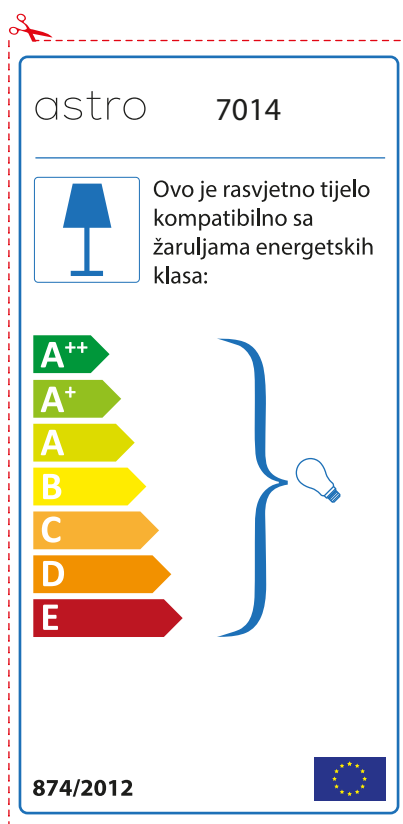 astro 7014
Ovo je rasvjetno tijelo
kompatibilno sa
žaruljama energetskih
klasa:
A++
A+
A
B
C
D
E
874/2012